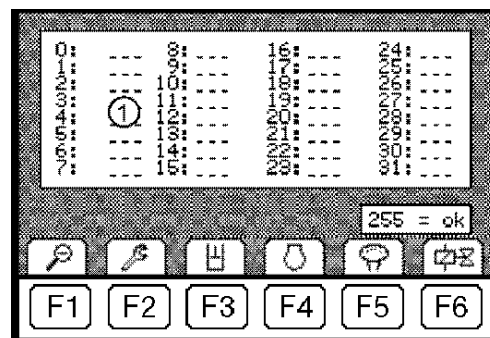 0: _ _ _ 8: _ _ _ 16: _ _ _ 24: _ _ _
1: _ _ _ 9: _ _ _ 17: _ _ _ 25: _ _ _
2: _ _ _ 10: _ _ _ 18: _ _ _ 26: _ _ _
3: _ _ _ 11: _ _ _ 19: _ _ _ 27: _ _ _
4: 1 _ _ _ 12: _ _ _ 20: _ _ _ 28: _ _ _
5: _ _ _ 13: _ _ _ 21: _ _ _ 29: _ _ _
6: _ _ _ 14: _ _ _ 22: _ _ _ 30: _ _ _
7: _ _ _ 15: _ _ _ 23: _ _ _ 31: _ _ _
255 = ok
F1 F2 F3 F4 F5 F6